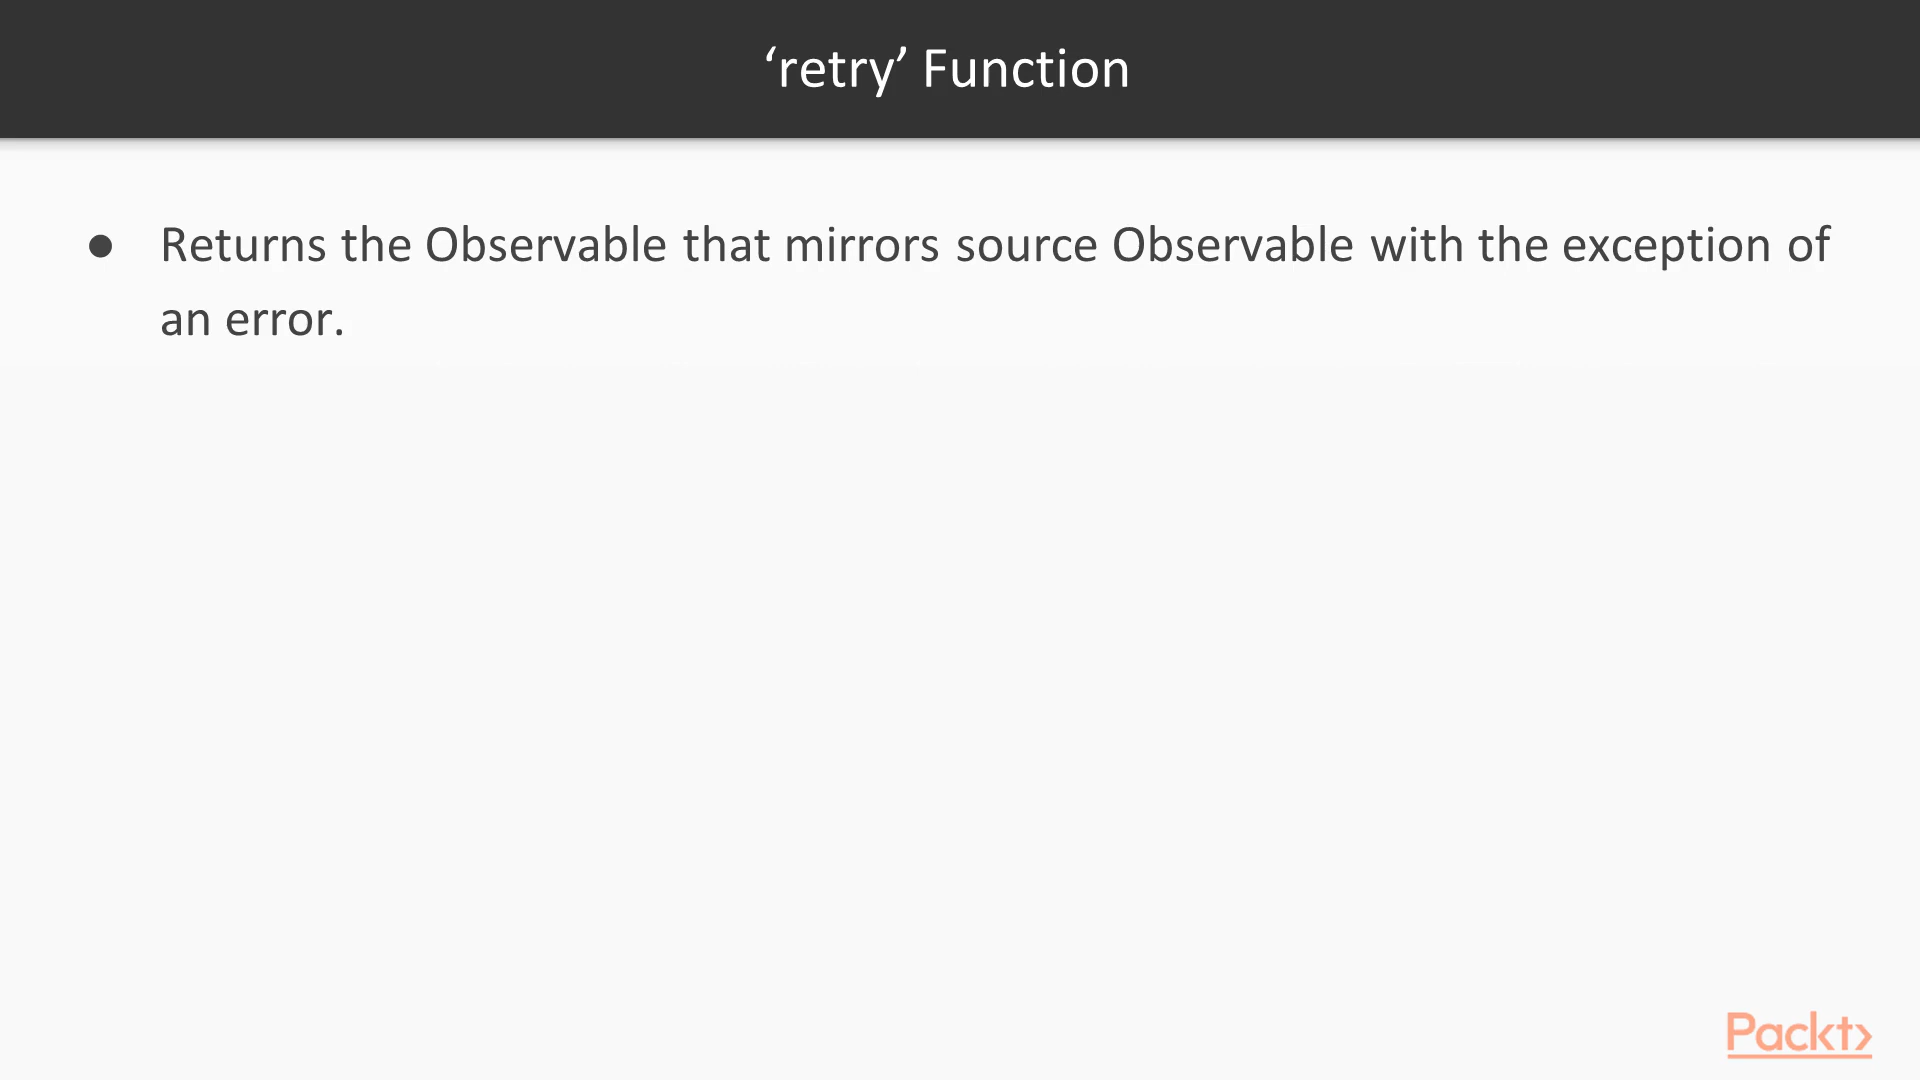 ‘retry’ Function
● Returns the Observable that mirrors source Observable with the exception of
an error.
Packt>